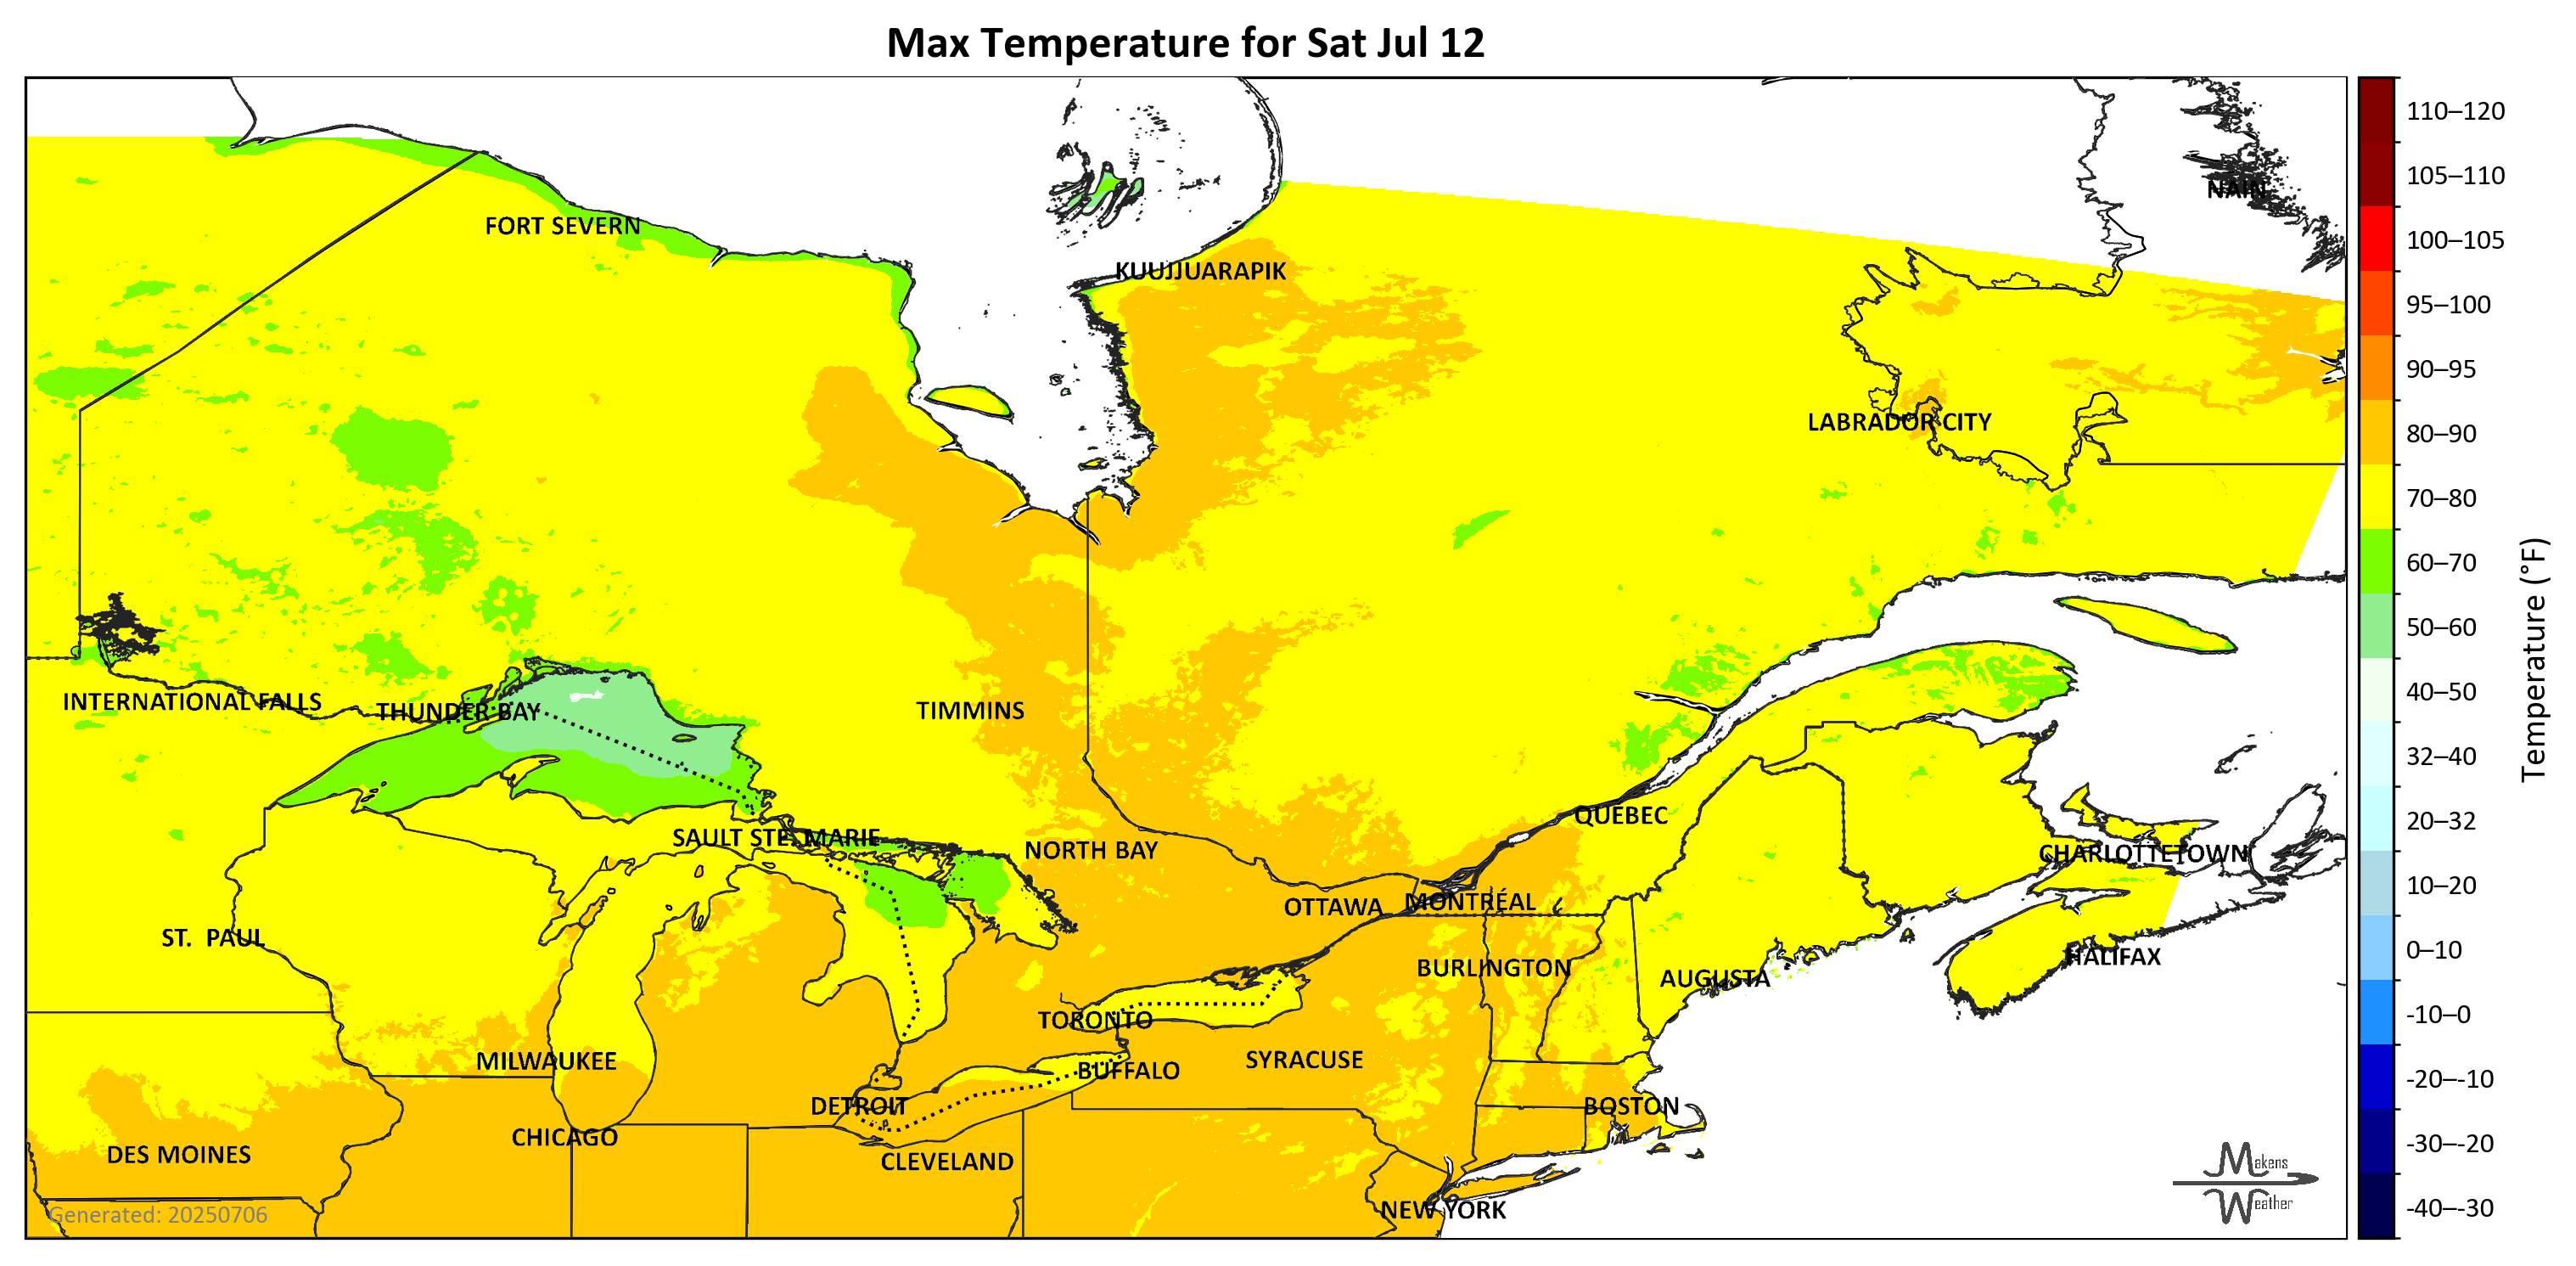 Max Temperature for Sat Jul 12
110–120
105–110
NAIN
FORT SEVERN
100–105
KUUJJUARAPIK
95–100
90–95
LABRADOR CITY
80–90
70–80
60–70
50–60
Temperature (°F)
INTERNATIONAL FALLS
THUNDER BAY
TIMMINS
40–50
32–40
QUEBEC
20–32
SAULT STE. MARIE
NORTH BAY
CHARLOTTETOWN
10–20
OTTAWA
MONTRÉAL
ST. PAUL
HALIFAX
0–10
BURLINGTON
AUGUSTA
TORONTO
-10–0
MILWAUKEE
SYRACUSE
BUFFALO
-20–-10
DETROIT
BOSTON
CHICAGO
-30–-20
DES MOINES
CLEVELAND
Makens
Weather
Generated: 20250706
NEW YORK
-40–-30